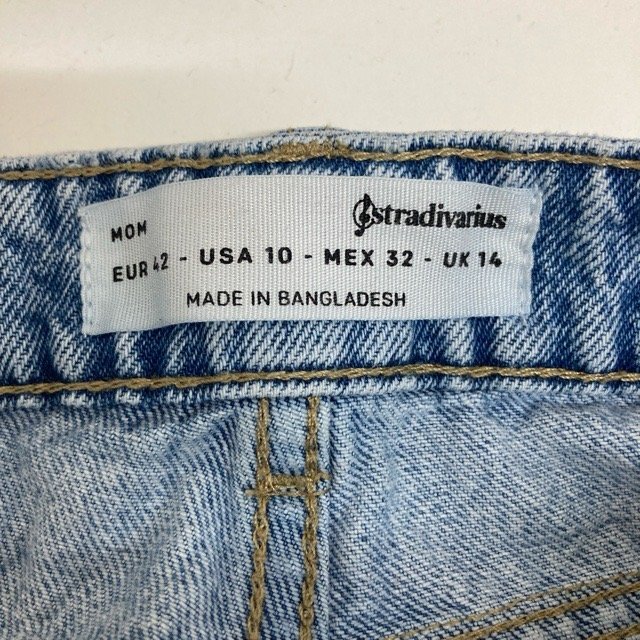 stradivarius
MOM
EUR 42 - USA 10 - MEX 32 - UK 14
MADE IN BANGLADESH